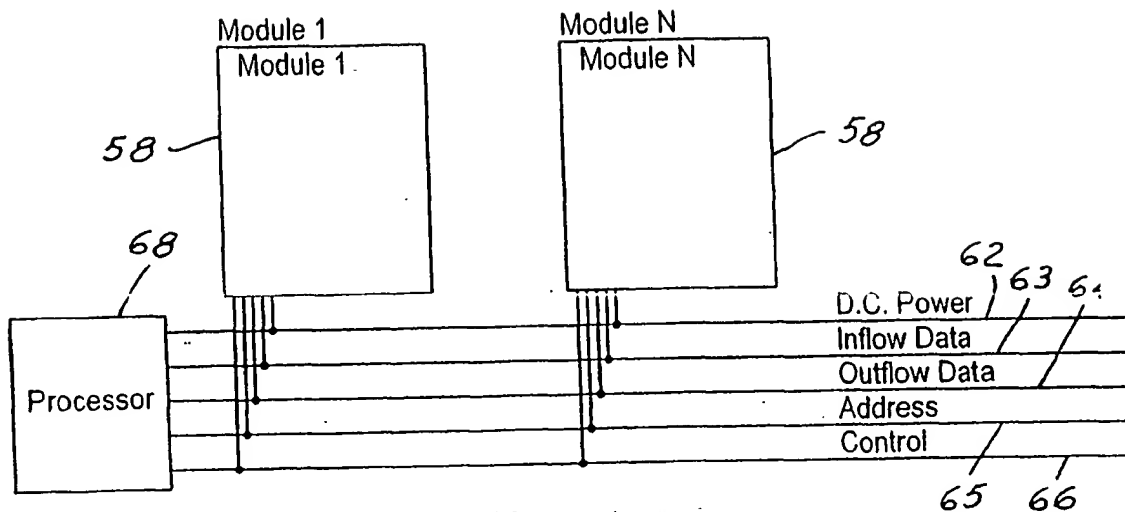 Module 1
Module N
Module 1
Module N
58
58
68
62
63
D.C. Power
Inflow Data
Outflow Data
Processor
Address
Control
65
66